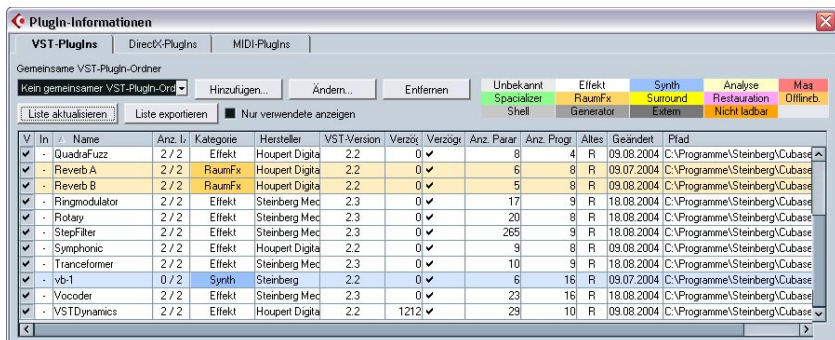 PlugIn-Informationen
VST-PlugIns DirectX-PlugIns MIDI-PlugIns
Gemeinsame VST-PlugIn-Ordner
Kein gemeinsamer VST-PlugIn-Ord Hinzufügen... Ändern... Entfernen
Unbekannt Effekt Synth Analyse Mas
Spacializer RaumFx Surround Restauration Offlineb.
Shell Generator Extern Nicht ladbar
Liste aktualisieren Liste exportieren Nur verwendete anzeigen
V In Name Anz. I Kategorie Hersteller VST-Version Verzög Verzöge Anz. Parar Anz. Progr Altes Geändert Pfad
- QuadraFuzz 2 / 2 Effekt Houpert Digita 2.2 0 8 4 R 09.08.2004 C:\Programme\Steinberg\Cubase
- Reverb A 2 / 2 RaumFx Houpert Digita 2.2 0 6 8 R 09.07.2004 C:\Programme\Steinberg\Cubase
- Reverb B 2 / 2 RaumFx Houpert Digita 2.2 0 5 8 R 09.08.2004 C:\Programme\Steinberg\Cubase
- Ringmodulator 2 / 2 Effekt Steinberg Med 2.3 0 17 9 R 18.08.2004 C:\Programme\Steinberg\Cubase
- Rotary 2 / 2 Effekt Steinberg Med 2.3 0 20 8 R 18.08.2004 C:\Programme\Steinberg\Cubase
- StepFilter 2 / 2 Effekt Steinberg Med 2.3 0 265 9 R 18.08.2004 C:\Programme\Steinberg\Cubase
- Symphonic 2 / 2 Effekt Houpert Digita 2.2 0 9 8 R 09.08.2004 C:\Programme\Steinberg\Cubase
- Tranceformer 2 / 2 Effekt Steinberg Med 2.3 0 10 9 R 18.08.2004 C:\Programme\Steinberg\Cubase
- vb-1 0 / 2 Synth Steinberg 2.2 0 6 16 R 09.07.2004 C:\Programme\Steinberg\Cubase
- Vocoder 2 / 2 Effekt Steinberg Med 2.3 0 23 16 R 18.08.2004 C:\Programme\Steinberg\Cubase
- VSTDynamics 2 / 2 Effekt Houpert Digita 2.2 1212 29 10 R 09.08.2004 C:\Programme\Steinberg\Cubase